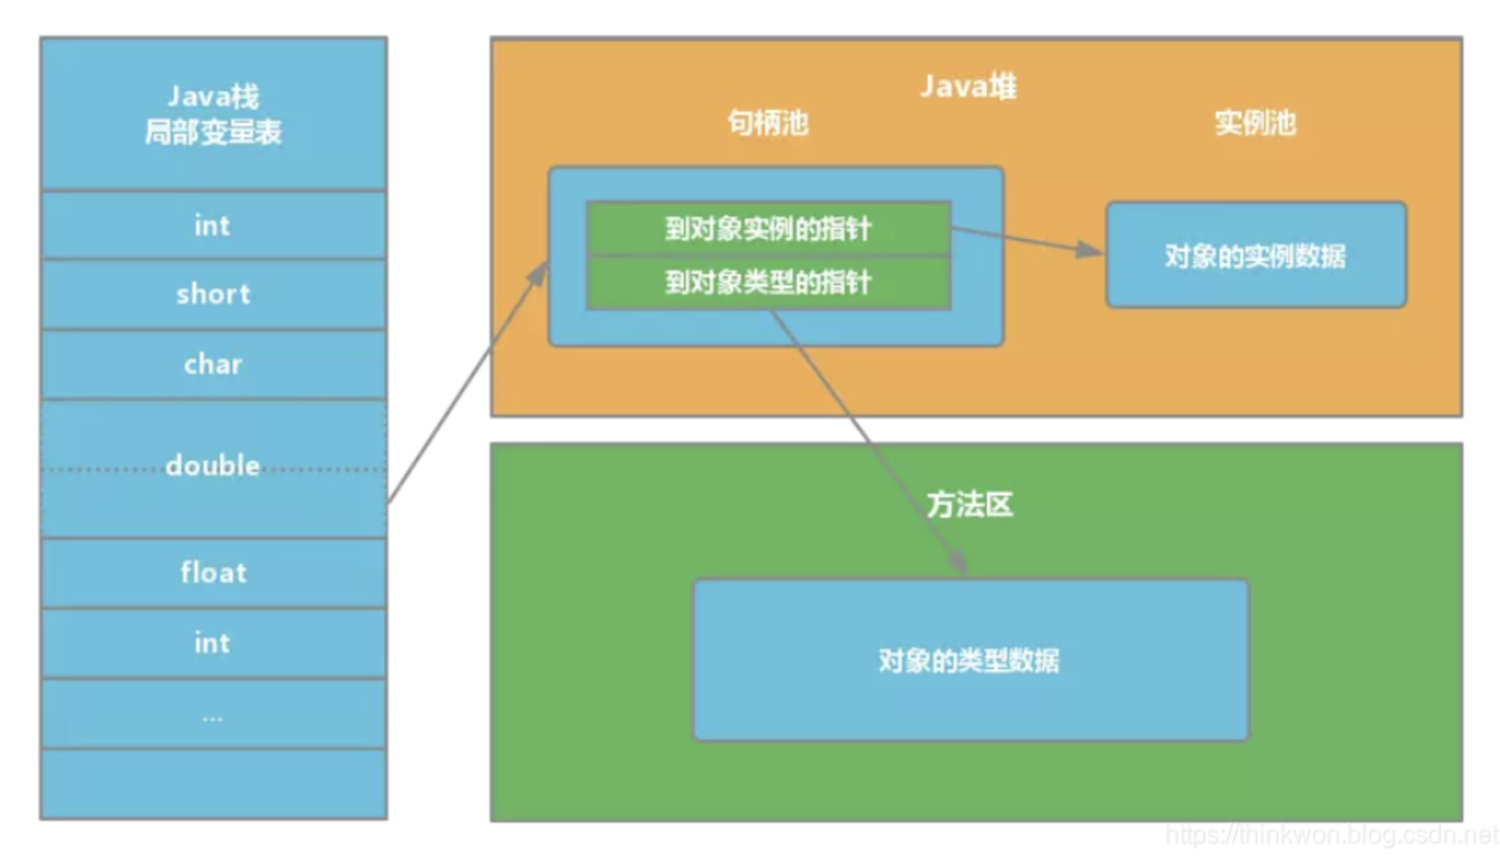 Java栈
局部变量表
int
short
char
double
float
int
...
Java堆
句柄池
实例池
到对象实例的指针
到对象类型的指针
对象的实例数据
方法区
对象的类型数据
https://thinkwon.blog.csdn.net